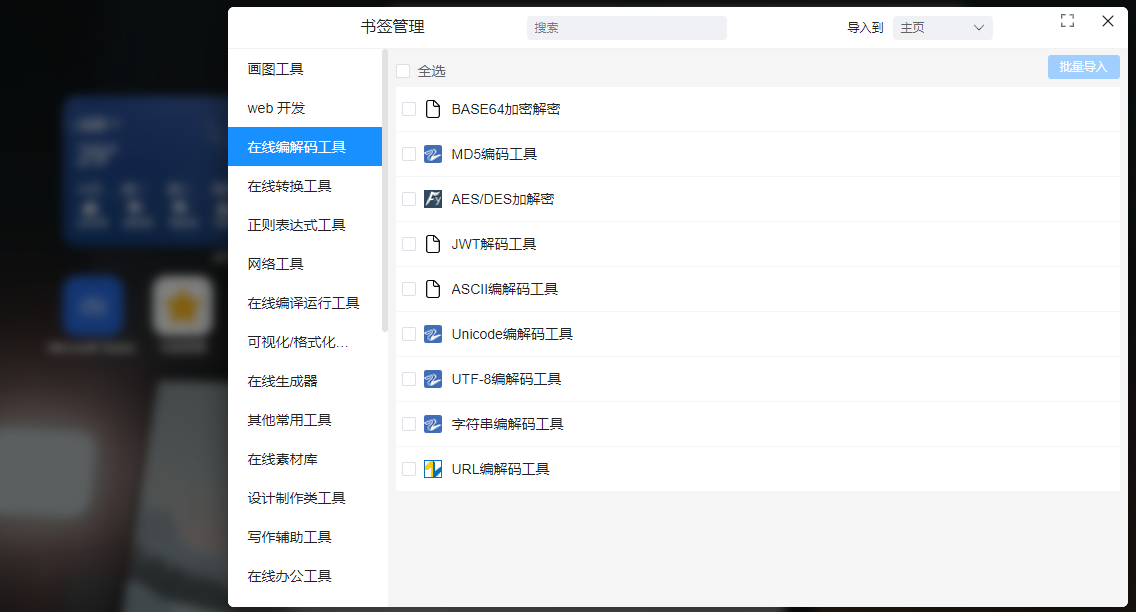 书签管理
搜索
导入到
主页
画图工具
web 开发
在线编解码工具
在线转换工具
正则表达式工具
网络工具
在线编译运行工具
可视化/格式化…
在线生成器
其他常用工具
在线素材库
设计制作类工具
写作辅助工具
在线办公工具
全选
批量导入
BASE64加密解密
MD5编码工具
AES/DES加解密
JWT解码工具
ASCII编解码工具
Unicode编解码工具
UTF-8编解码工具
字符串编解码工具
URL编解码工具